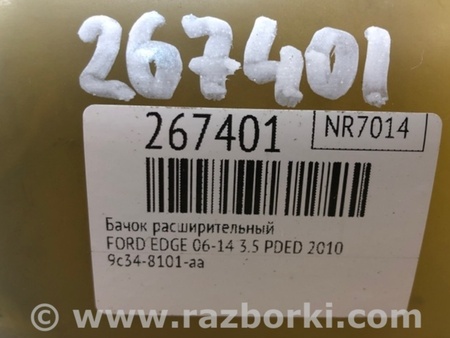 267401
267401
NR7014
Бачок расширительный
FORD EDGE 06-14 3.5 PDED 2010
9c34-8101-aa
© www.razborki.com